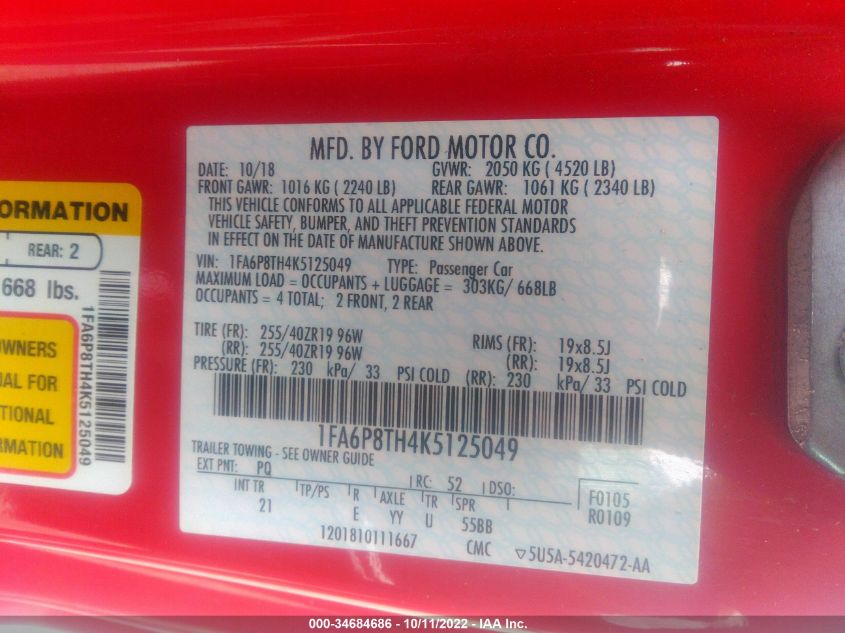 MFD. BY FORD MOTOR CO.
DATE: 10/18 GVWR: 2050 KG ( 4520 LB)
FRONT GAWR: 1016 KG ( 2240 LB) REAR GAWR: 1061 KG ( 2340 LB)
THIS VEHICLE CONFORMS TO ALL APPLICABLE FEDERAL MOTOR
VEHICLE SAFETY, BUMPER, AND THEFT PREVENTION STANDARDS
IN EFFECT ON THE DATE OF MANUFACTURE SHOWN ABOVE.
VIN: 1FA6P8TH4K5125049 TYPE: Passenger Car
MAXIMUM LOAD = OCCUPANTS + LUGGAGE = 303KG/ 668LB
OCCUPANTS = 4 TOTAL; 2 FRONT, 2 REAR
TIRE (FR): 255/40ZR19 96W RIMS (FR): 19x8.5J
(RR): 255/40ZR19 96W (RR): 19x8.5J
PRESSURE (FR): 230 kPa/ 33 PSI COLD (RR): 230 kPa/ 33 PSI COLD
1FA6P8TH4K5125049
TRAILER TOWING - SEE OWNER GUIDE
EXT PNT: PQ RC: 52 DSO: F0105
INT TR TP/PS R AXLE TR SPR R0109
21 E YY U 55BB
1201810111667 CMC ▽5U5A-5420472-AA
ORMATION
REAR: 2
668 lbs.
1FA6P8TH4K5125049
OWNERS
UAL FOR
TIONAL
RMATION
000-34684686 - 10/11/2022 - IAA Inc.